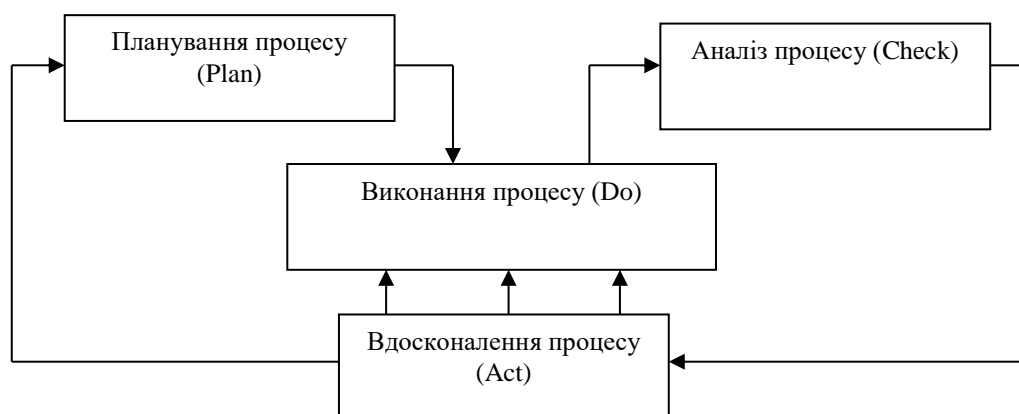 Планування процесу
(Plan)
Аналіз процесу (Check)
Виконання процесу (Do)
Вдосконалення процесу
(Act)